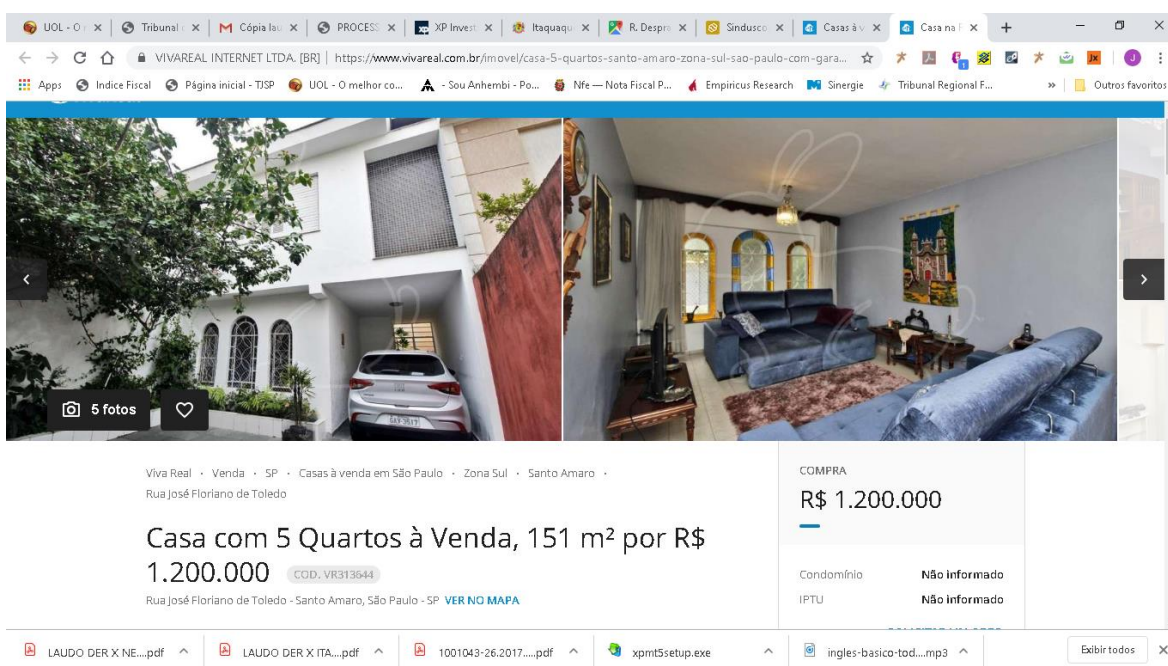 UOL - O
Tribunal
Cópia lau
PROCESS
XP Invest
Itaquaqu
R. Despra
Sindusco
Casas à v
Casa na F
VIVAREAL INTERNET LTDA. [BR] | https://www.vivareal.com.br/imovel/casa-5-quartos-santo-amaro-zona-sul-sao-paulo-com-gara...
Apps
Indice Fiscal
Página inicial - TJSP
UOL - O melhor co...
- Sou Anhembi - Po...
Nfe — Nota Fiscal P...
Empiricus Research
Sinergie
Tribunal Regional F...
»
Outros favoritos
5 fotos
Viva Real · Venda · SP · Casas à venda em São Paulo · Zona Sul · Santo Amaro ·
Rua José Floriano de Toledo
Casa com 5 Quartos à Venda, 151 m² por R$
1.200.000 COD. VR313644
Rua José Floriano de Toledo - Santo Amaro, São Paulo - SP VER NO MAPA
COMPRA
R$ 1.200.000
Condomínio Não informado
IPTU Não informado
LAUDO DER X NE....pdf
LAUDO DER X ITA....pdf
1001043-26.2017.....pdf
xpmt5setup.exe
ingles-basico-tod....mp3
Exibir todos